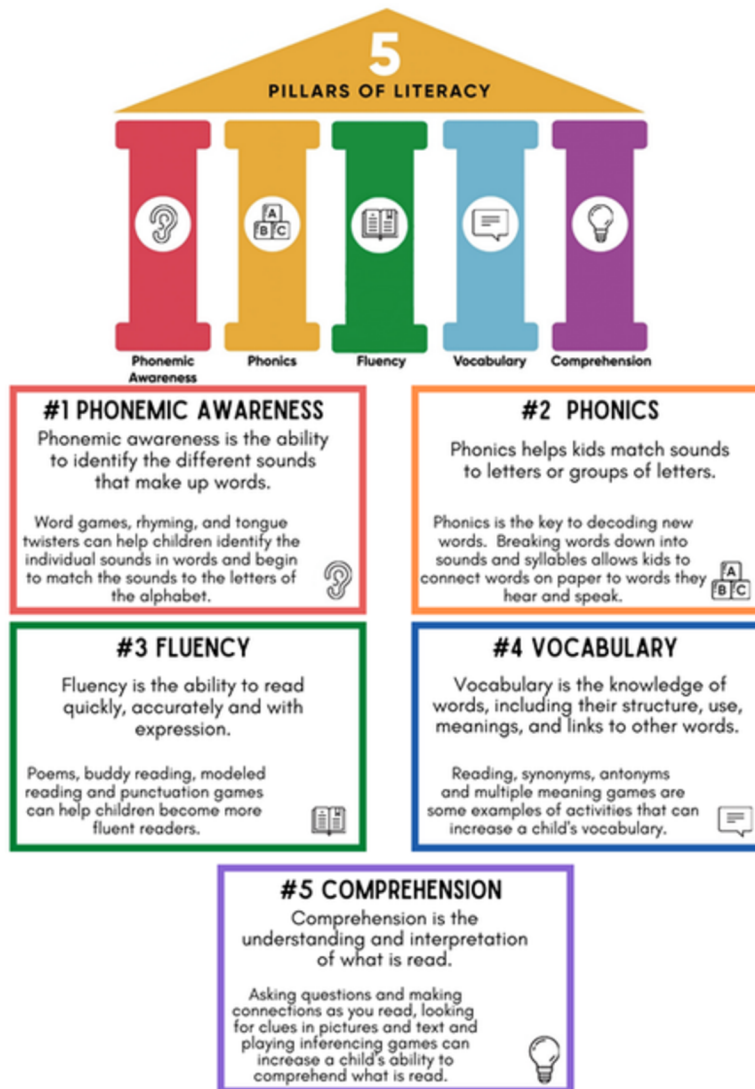 5
PILLARS OF LITERACY
A
B C
Phonemic
Awareness
Phonics
Fluency
Vocabulary
Comprehension
#1 PHONEMIC AWARENESS
Phonemic awareness is the ability
to identify the different sounds
that make up words.
Word games, rhyming, and tongue
twisters can help children identify the
individual sounds in words and begin
to match the sounds to the letters of
the alphabet.
#2 PHONICS
Phonics helps kids match sounds
to letters or groups of letters.
Phonics is the key to decoding new
words. Breaking words down into
sounds and syllables allows kids to
connect words on paper to words they
hear and speak.
A
B C
#3 FLUENCY
Fluency is the ability to read
quickly, accurately and with
expression.
Poems, buddy reading, modeled
reading and punctuation games
can help children become more
fluent readers.
#4 VOCABULARY
Vocabulary is the knowledge of
words, including their structure, use,
meanings, and links to other words.
Reading, synonyms, antonyms
and multiple meaning games are
some examples of activities that can
increase a child's vocabulary.
#5 COMPREHENSION
Comprehension is the
understanding and interpretation
of what is read.
Asking questions and making
connections as you read, looking
for clues in pictures and text and
playing inferencing games can
increase a child's ability to
comprehend what is read.